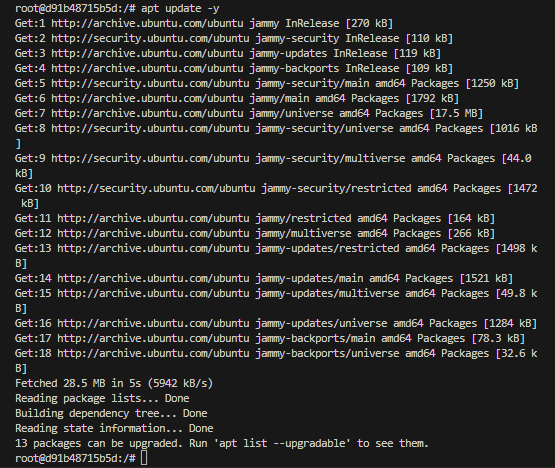 root@d91b48715b5d:/# apt update -y
Get:1 http://archive.ubuntu.com/ubuntu jammy InRelease [270 kB]
Get:2 http://security.ubuntu.com/ubuntu jammy-security InRelease [110 kB]
Get:3 http://archive.ubuntu.com/ubuntu jammy-updates InRelease [119 kB]
Get:4 http://archive.ubuntu.com/ubuntu jammy-backports InRelease [109 kB]
Get:5 http://security.ubuntu.com/ubuntu jammy-security/main amd64 Packages [1250 kB]
Get:6 http://archive.ubuntu.com/ubuntu jammy/main amd64 Packages [1792 kB]
Get:7 http://archive.ubuntu.com/ubuntu jammy/universe amd64 Packages [17.5 MB]
Get:8 http://security.ubuntu.com/ubuntu jammy-security/universe amd64 Packages [1016 kB
]
Get:9 http://security.ubuntu.com/ubuntu jammy-security/multiverse amd64 Packages [44.0
kB]
Get:10 http://security.ubuntu.com/ubuntu jammy-security/restricted amd64 Packages [1472
 kB]
Get:11 http://archive.ubuntu.com/ubuntu jammy/restricted amd64 Packages [164 kB]
Get:12 http://archive.ubuntu.com/ubuntu jammy/multiverse amd64 Packages [266 kB]
Get:13 http://archive.ubuntu.com/ubuntu jammy-updates/restricted amd64 Packages [1498 k
B]
Get:14 http://archive.ubuntu.com/ubuntu jammy-updates/main amd64 Packages [1521 kB]
Get:15 http://archive.ubuntu.com/ubuntu jammy-updates/multiverse amd64 Packages [49.8 k
B]
Get:16 http://archive.ubuntu.com/ubuntu jammy-updates/universe amd64 Packages [1284 kB]
Get:17 http://archive.ubuntu.com/ubuntu jammy-backports/main amd64 Packages [78.3 kB]
Get:18 http://archive.ubuntu.com/ubuntu jammy-backports/universe amd64 Packages [32.6 k
B]
Fetched 28.5 MB in 5s (5942 kB/s)
Reading package lists... Done
Building dependency tree... Done
Reading state information... Done
13 packages can be upgraded. Run 'apt list --upgradable' to see them.
root@d91b48715b5d:/#